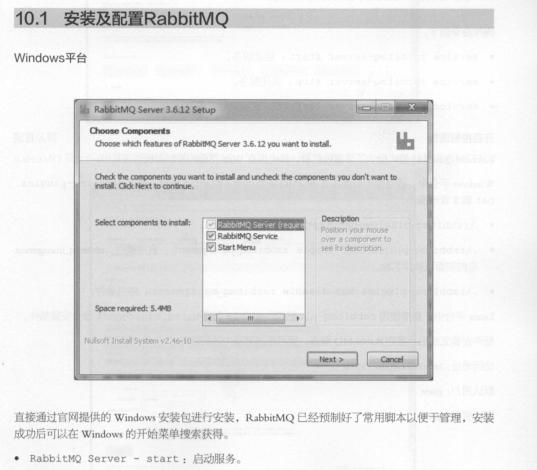 10.1 安装及配置RabbitMQ
Windows平台
RabbitMQ Server 3.6.12 Setup
Choose Components
Choose which features of RabbitMQ Server 3.6.12 you want to install.
Check the components you want to install and uncheck the components you don't want to
install. Click Next to continue.
Select components to install:
RabbitMQ Server (require
RabbitMQ Service
Start Menu
Description
Position your mouse
over a component to
see its description.
Space required: 5.4MB
Nullsoft Install System v2.46-10
Next >
Cancel
直接通过官网提供的 Windows 安装包进行安装，RabbitMQ 已经预制好了常用脚本以便于管理，安装
成功后可以在 Windows 的开始菜单搜索获得。
• RabbitMQ Server - start：启动服务。